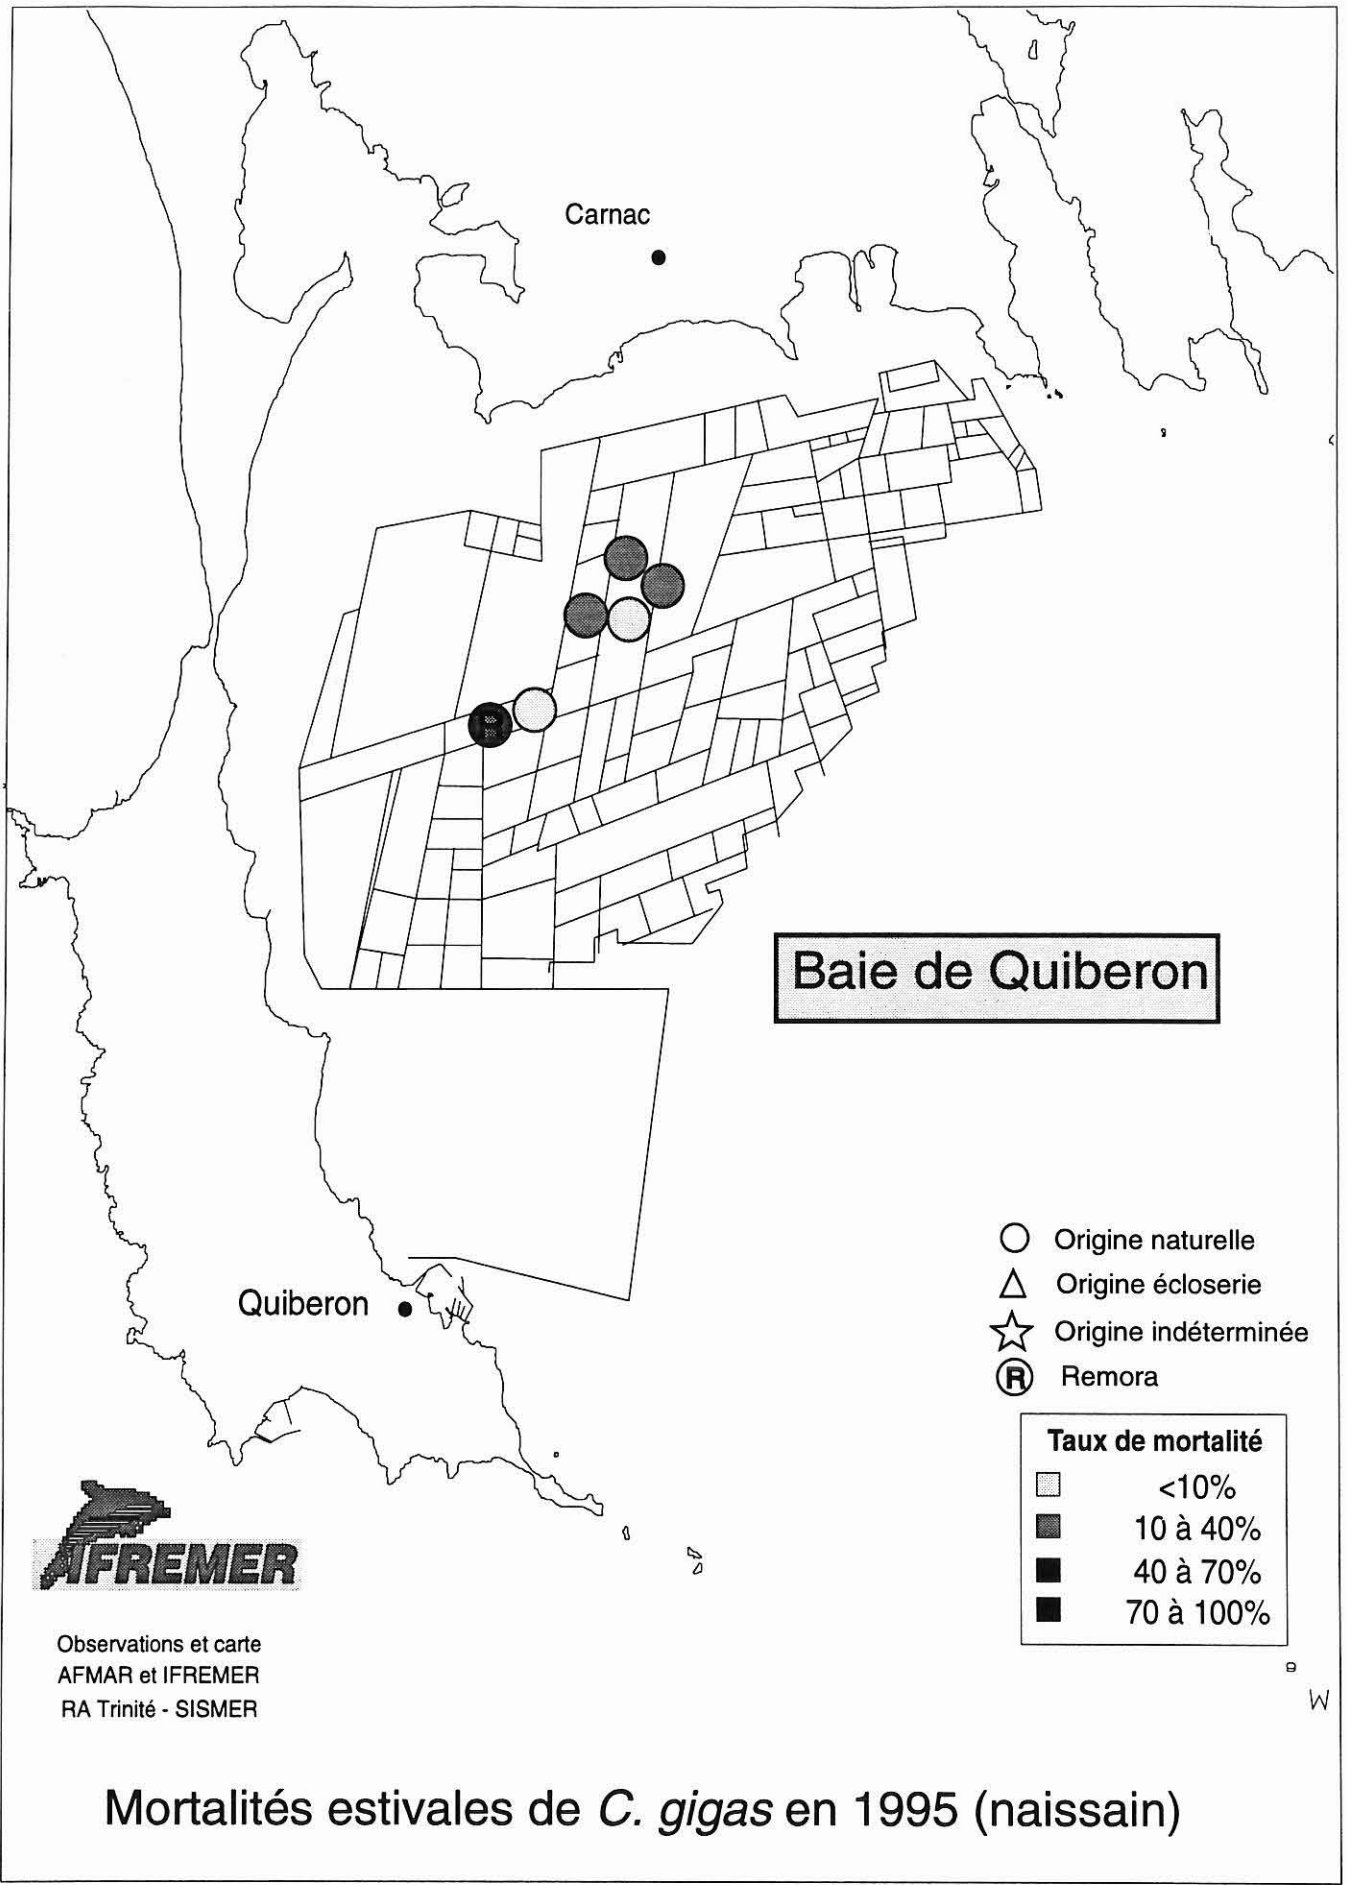 Carnac
R
Baie de Quiberon
Quiberon
Origine naturelle
Origine écloserie
Origine indéterminée
R Remora
Taux de mortalité
<10%
10 à 40%
40 à 70%
70 à 100%
IFREMER
Observations et carte
AFMAR et IFREMER
RA Trinité - SISMER
Mortalités estivales de C. gigas en 1995 (naissain)